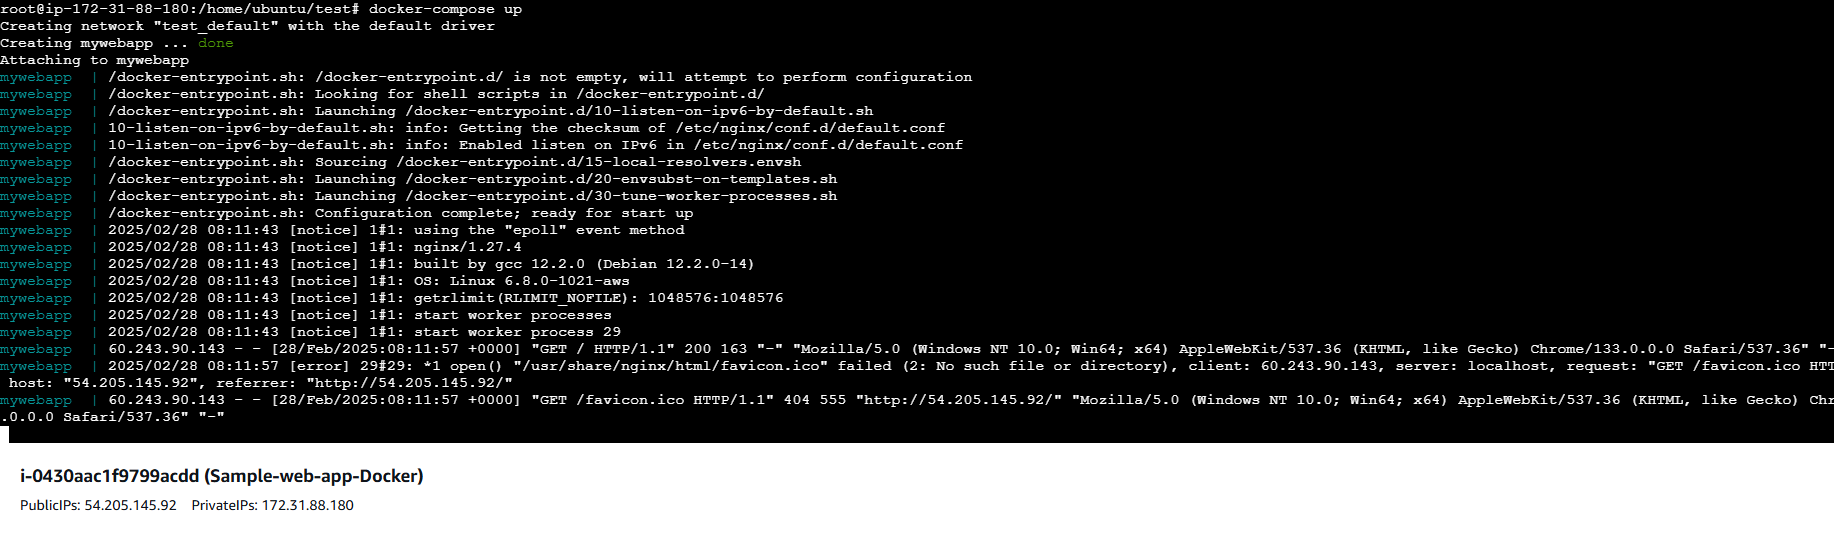 root@ip-172-31-88-180:/home/ubuntu/test# docker-compose up
Creating network "test_default" with the default driver
Creating mywebapp ... done
Attaching to mywebapp
mywebapp  | /docker-entrypoint.sh: /docker-entrypoint.d/ is not empty, will attempt to perform configuration
mywebapp  | /docker-entrypoint.sh: Looking for shell scripts in /docker-entrypoint.d/
mywebapp  | /docker-entrypoint.sh: Launching /docker-entrypoint.d/10-listen-on-ipv6-by-default.sh
mywebapp  | 10-listen-on-ipv6-by-default.sh: info: Getting the checksum of /etc/nginx/conf.d/default.conf
mywebapp  | 10-listen-on-ipv6-by-default.sh: info: Enabled listen on IPv6 in /etc/nginx/conf.d/default.conf
mywebapp  | /docker-entrypoint.sh: Sourcing /docker-entrypoint.d/15-local-resolvers.envsh
mywebapp  | /docker-entrypoint.sh: Launching /docker-entrypoint.d/20-envsubst-on-templates.sh
mywebapp  | /docker-entrypoint.sh: Launching /docker-entrypoint.d/30-tune-worker-processes.sh
mywebapp  | /docker-entrypoint.sh: Configuration complete; ready for start up
mywebapp  | 2025/02/28 08:11:43 [notice] 1#1: using the "epoll" event method
mywebapp  | 2025/02/28 08:11:43 [notice] 1#1: nginx/1.27.4
mywebapp  | 2025/02/28 08:11:43 [notice] 1#1: built by gcc 12.2.0 (Debian 12.2.0-14)
mywebapp  | 2025/02/28 08:11:43 [notice] 1#1: OS: Linux 6.8.0-1021-aws
mywebapp  | 2025/02/28 08:11:43 [notice] 1#1: getrlimit(RLIMIT_NOFILE): 1048576:1048576
mywebapp  | 2025/02/28 08:11:43 [notice] 1#1: start worker processes
mywebapp  | 2025/02/28 08:11:43 [notice] 1#1: start worker process 29
mywebapp  | 60.243.90.143 - - [28/Feb/2025:08:11:57 +0000] "GET / HTTP/1.1" 200 163 "-" "Mozilla/5.0 (Windows NT 10.0; Win64; x64) AppleWebKit/537.36 (KHTML, like Gecko) Chrome/133.0.0.0 Safari/537.36" "-
mywebapp  | 2025/02/28 08:11:57 [error] 29#29: *1 open() "/usr/share/nginx/html/favicon.ico" failed (2: No such file or directory), client: 60.243.90.143, server: localhost, request: "GET /favicon.ico HTT
 host: "54.205.145.92", referrer: "http://54.205.145.92/"
mywebapp  | 60.243.90.143 - - [28/Feb/2025:08:11:57 +0000] "GET /favicon.ico HTTP/1.1" 404 555 "http://54.205.145.92/" "Mozilla/5.0 (Windows NT 10.0; Win64; x64) AppleWebKit/537.36 (KHTML, like Gecko) Chr
.0.0.0 Safari/537.36" "-"
i-0430aac1f9799acdd (Sample-web-app-Docker)
PublicIPs: 54.205.145.92    PrivateIPs: 172.31.88.180